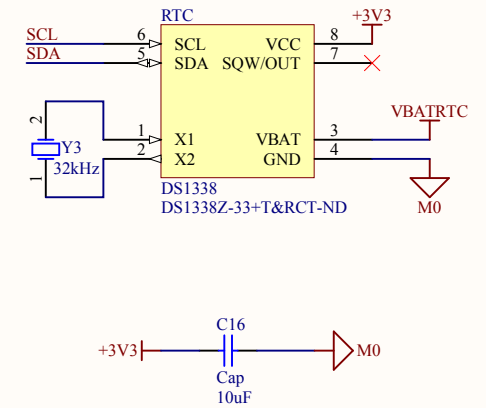 RTC
+3V3
SCL 6 SCL VCC 8
SDA 5 SDA SQW/OUT 7
2 1 X1 VBAT 3 VBATRTC
Y3 2 X2 GND 4
32kHz
1
DS1338
DS1338Z-33+T&RCT-ND
M0
C16
+3V3 M0
Cap
10uF